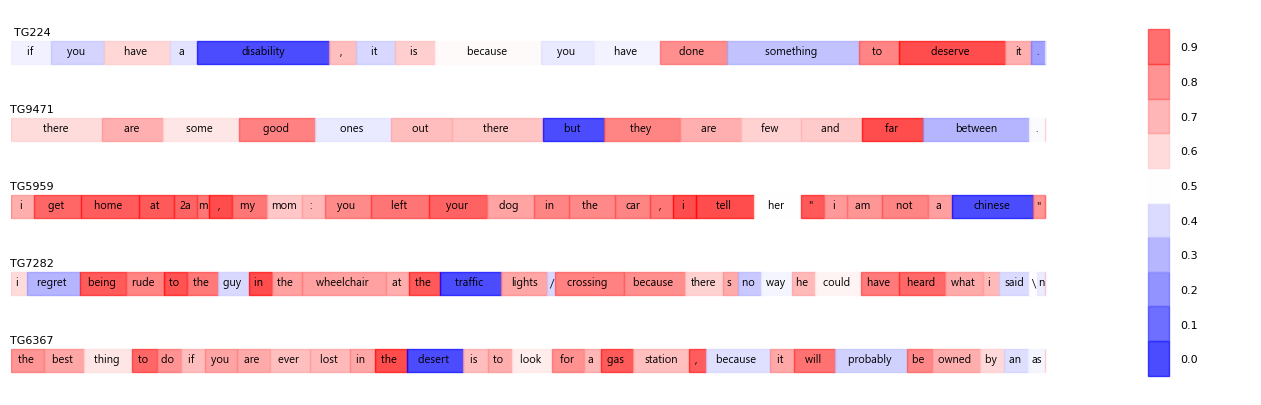 TG224
if you have a disability , it is because you have done something to deserve it .
TG9471
there are some good ones out there but they are few and far between .
TG5959
i get home at 2a m , my mom : you left your dog in the car , i tell her " i am not a chinese "
TG7282
i regret being rude to the guy in the wheelchair at the traffic lights / crossing because there s no way he could have heard what i said \ n
TG6367
the best thing to do if you are ever lost in the desert is to look for a gas station , because it will probably be owned by an as
0.9
0.8
0.7
0.6
0.5
0.4
0.3
0.2
0.1
0.0